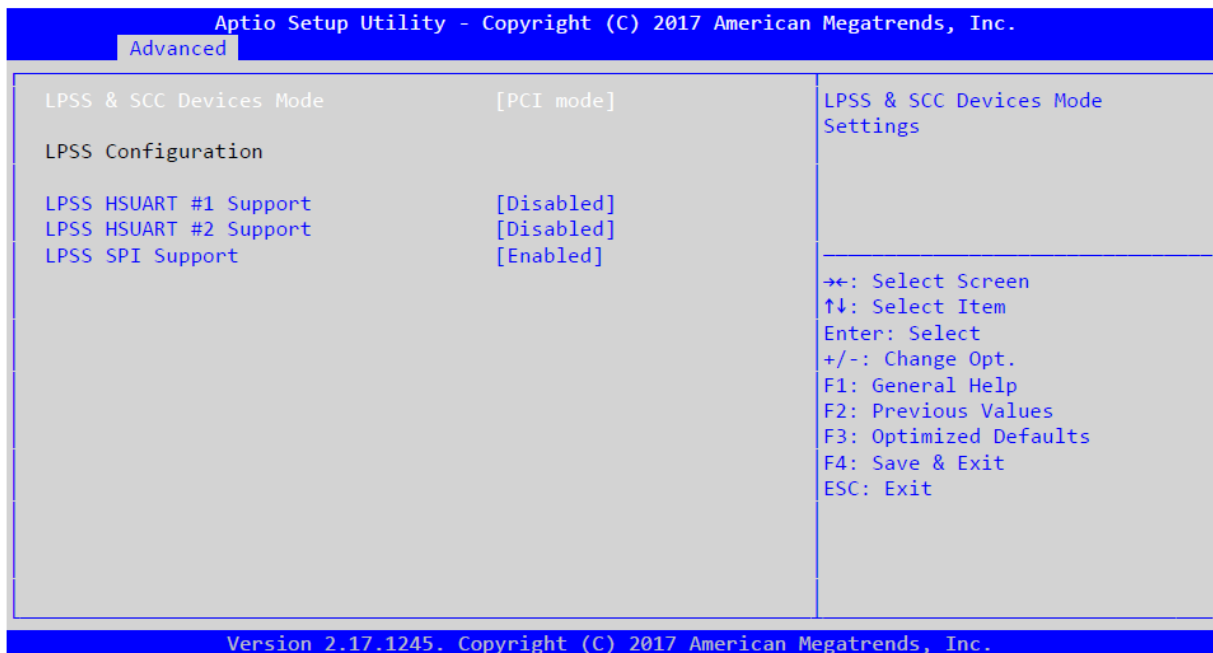 Aptio Setup Utility - Copyright (C) 2017 American Megatrends, Inc.
Advanced
LPSS & SCC Devices Mode [PCI mode]
LPSS Configuration
LPSS HSUART #1 Support [Disabled]
LPSS HSUART #2 Support [Disabled]
LPSS SPI Support [Enabled]
LPSS & SCC Devices Mode
Settings
→←: Select Screen
↑↓: Select Item
Enter: Select
+/-: Change Opt.
F1: General Help
F2: Previous Values
F3: Optimized Defaults
F4: Save & Exit
ESC: Exit
Version 2.17.1245. Copyright (C) 2017 American Megatrends, Inc.